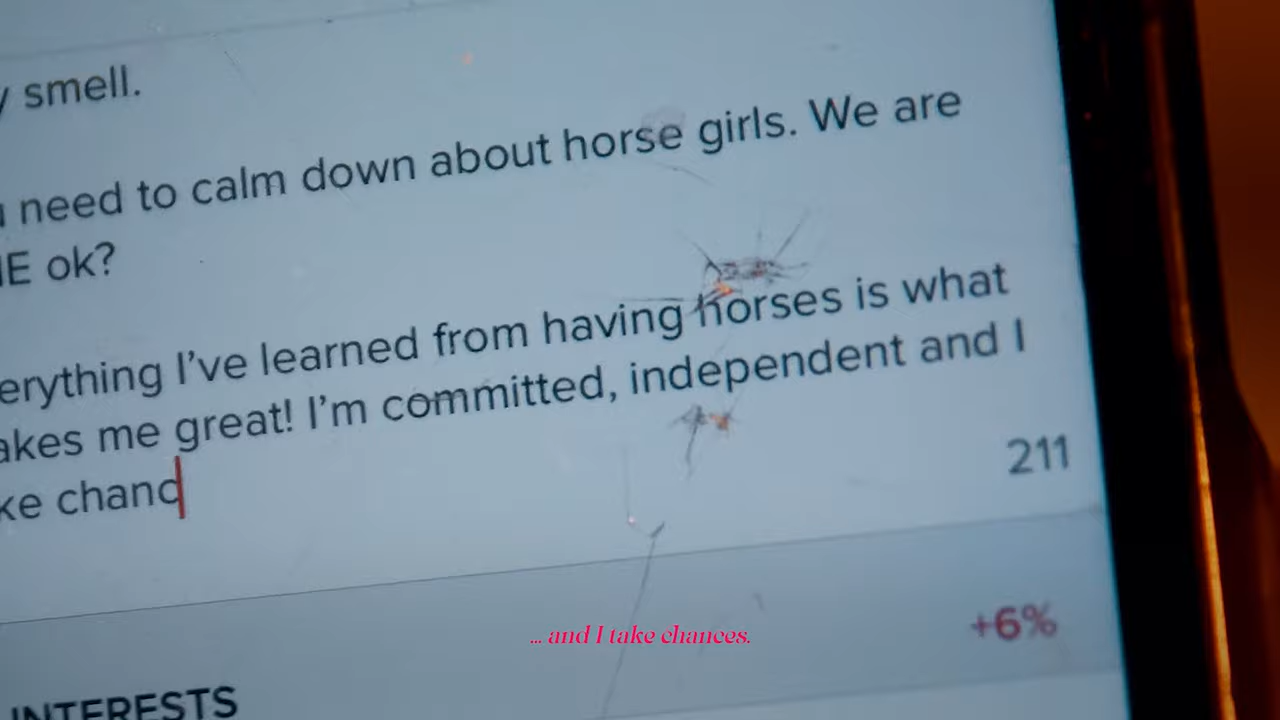 smell.
need to calm down about horse girls. We are
E ok?
erything I've learned from having horses is what
akes me great! I'm committed, independent and I
ke chanc
211
+6%
... and I take chances.
INTERESTS